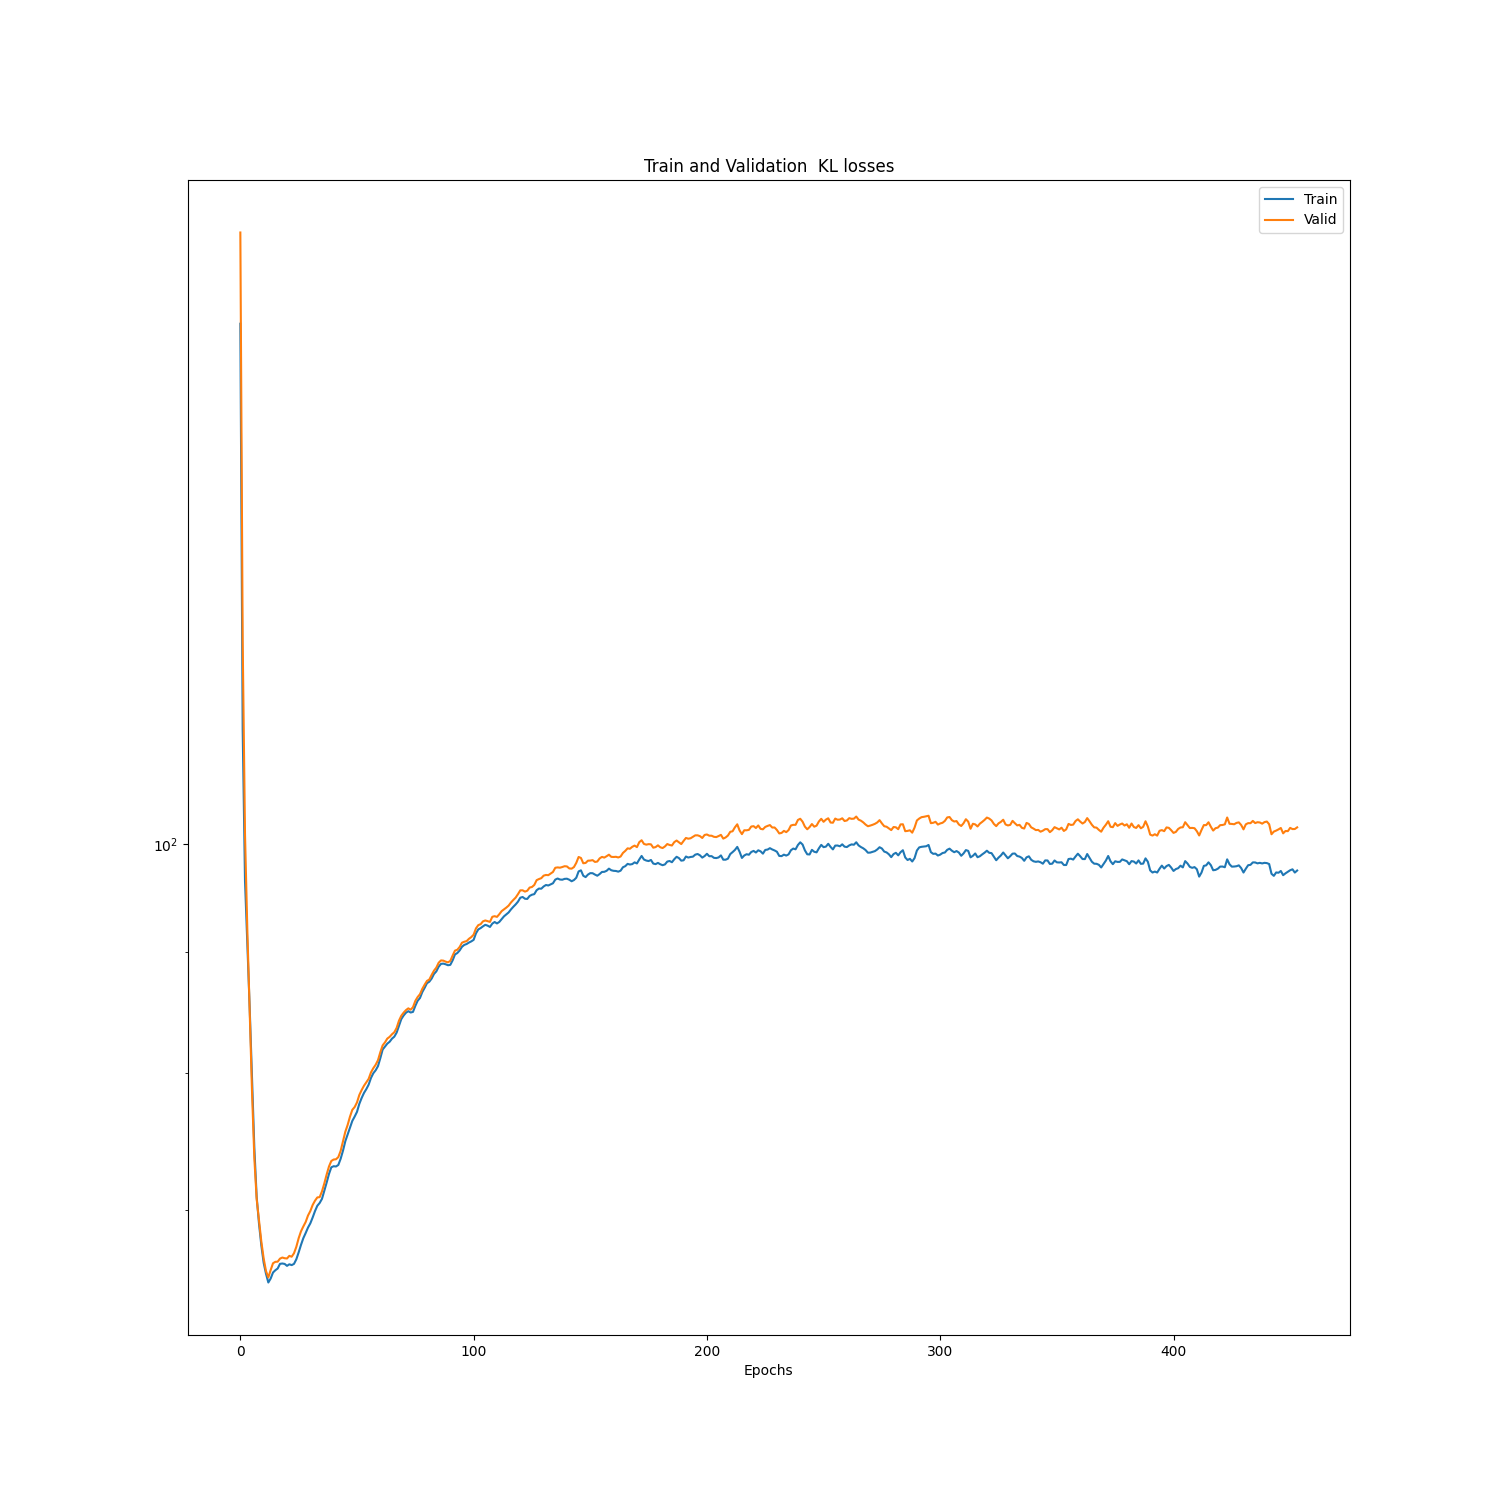 Train and Validation  KL losses
Train
Valid
10²
0 100 200 300 400
Epochs